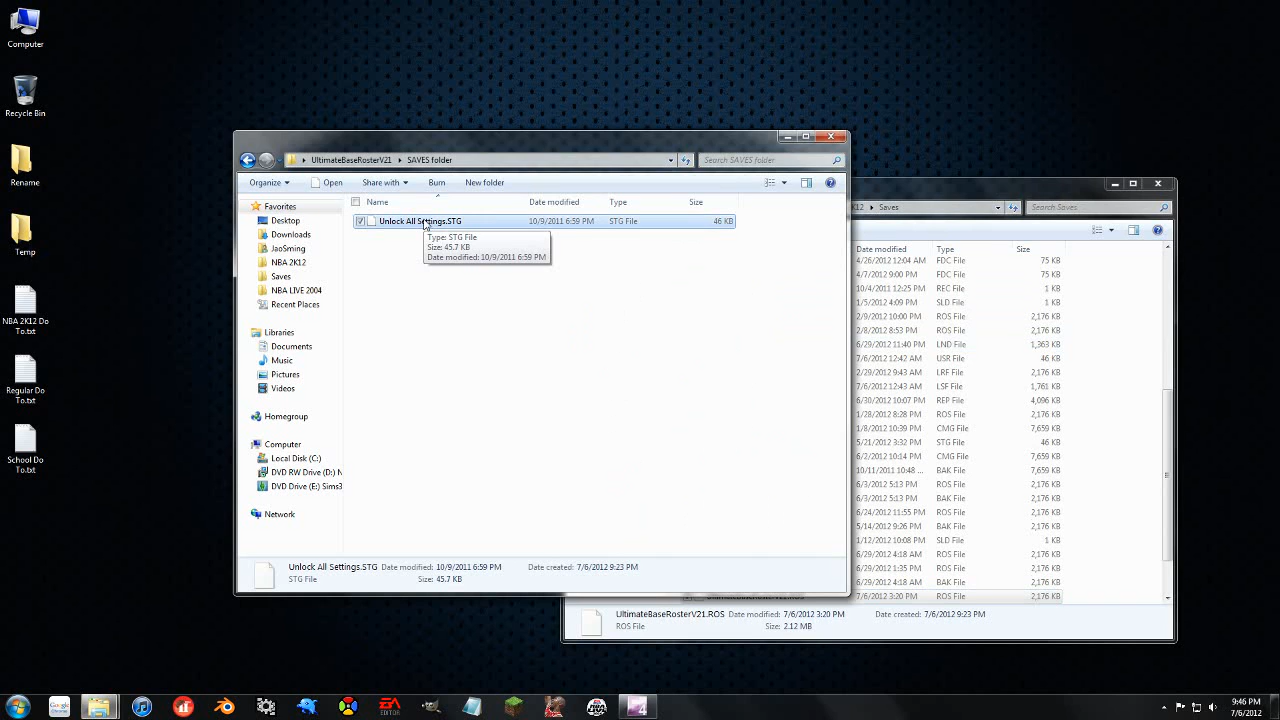 Computer
Recycle Bin
Rename
Temp
NBA 2K12 Do
To.txt
Regular Do
To.txt
School Do
To.txt
UltimateBaseRosterV21 SAVES folder
Search SAVES folder
Organize Open Share with Burn New folder
Favorites
Desktop
Downloads
JaoSming
NBA 2K12
Saves
NBA LIVE 2004
Recent Places
Libraries
Documents
Music
Pictures
Videos
Homegroup
Computer
Local Disk (C:)
DVD RW Drive (D:) N
DVD Drive (E:) Sims3
Network
Name Date modified Type Size
Unlock All Settings.STG 10/9/2011 6:59 PM STG File 46 KB
Type: STG File
Size: 45.7 KB
Date modified: 10/9/2011 6:59 PM
Unlock All Settings.STG Date modified: 10/9/2011 6:59 PM Date created: 7/6/2012 9:23 PM
STG File Size: 45.7 KB
K12 Saves
Search Saves
Date modified Type Size
4/26/2012 12:04 AM FDC File 75 KB
4/7/2012 9:00 PM FDC File 75 KB
10/4/2011 12:25 PM REC File 1 KB
1/5/2012 4:09 PM SLD File 1 KB
2/9/2012 10:00 PM ROS File 2,176 KB
2/8/2012 8:53 PM ROS File 2,176 KB
6/29/2012 11:40 PM LND File 1,363 KB
7/6/2012 12:42 AM USR File 46 KB
2/29/2012 9:43 AM LRF File 2,176 KB
7/6/2012 12:43 AM LSF File 1,761 KB
6/30/2012 10:07 PM REP File 4,096 KB
1/28/2012 8:28 PM ROS File 2,176 KB
1/8/2012 10:39 PM CMG File 7,659 KB
5/21/2012 3:32 PM STG File 46 KB
6/2/2012 10:14 PM CMG File 7,659 KB
10/11/2011 10:48 ... BAK File 7,659 KB
6/3/2012 5:13 PM ROS File 2,176 KB
6/3/2012 5:13 PM BAK File 2,176 KB
6/24/2012 11:55 PM ROS File 2,176 KB
5/14/2012 9:26 PM BAK File 2,176 KB
1/12/2012 10:08 PM SLD File 1 KB
6/29/2012 4:18 AM ROS File 2,176 KB
6/29/2012 1:35 PM ROS File 2,176 KB
6/29/2012 4:18 AM BAK File 2,176 KB
7/6/2012 3:20 PM ROS File 2,176 KB
UltimateBaseRosterV21.ROS Date modified: 7/6/2012 3:20 PM Date created: 7/6/2012 9:23 PM
ROS File Size: 2.12 MB
EA
EDITOR
9:46 PM
7/6/2012